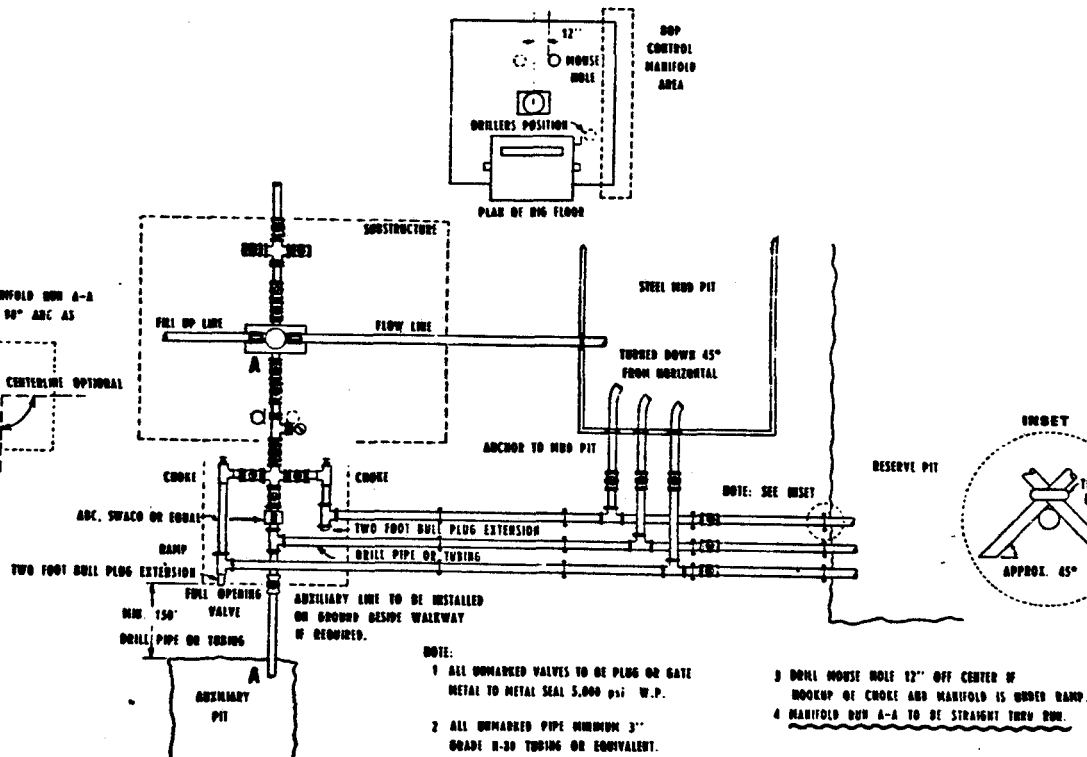 12''
MOUSE
HOLE
BOP
CONTROL
MANIFOLD
AREA
DRILLERS POSITION
PLAN OF RIG FLOOR
SUBSTRUCTURE
RUN A-A
90° ARC AS
FILL UP LINE
FLOW LINE
A
CENTERLINE OPTIONAL
STEEL MUD PIT
TURNED DOWN 45°
FROM HORIZONTAL
ANCHOR TO MUD PIT
RESERVE PIT
INSET
APPROX. 45°
NOTE: SEE INSET
CHOKE
CHOKE
ABC, SWACO OR EQUAL
TWO FOOT BULL PLUG EXTENSION
RAMP
DRILL PIPE OR TUBING
TWO FOOT BULL PLUG EXTENSION
FULL OPENING
VALVE
MIN. 150'
DRILL PIPE OR TUBING
AUXILIARY LINE TO BE INSTALLED
ON GROUND BESIDE WALKWAY
IF REQUIRED.
A
AUXILIARY
PIT
NOTE:
1 ALL UNMARKED VALVES TO BE PLUG OR GATE
METAL TO METAL SEAL 5,000 psi W.P.
2 ALL UNMARKED PIPE MINIMUM 3''
GRADE N-80 TUBING OR EQUIVALENT.
3 DRILL MOUSE HOLE 12'' OFF CENTER IF
HOOKUP OF CHOKE AND MANIFOLD IS UNDER RAMP.
4 MANIFOLD RUN A-A TO BE STRAIGHT THRU RUN.